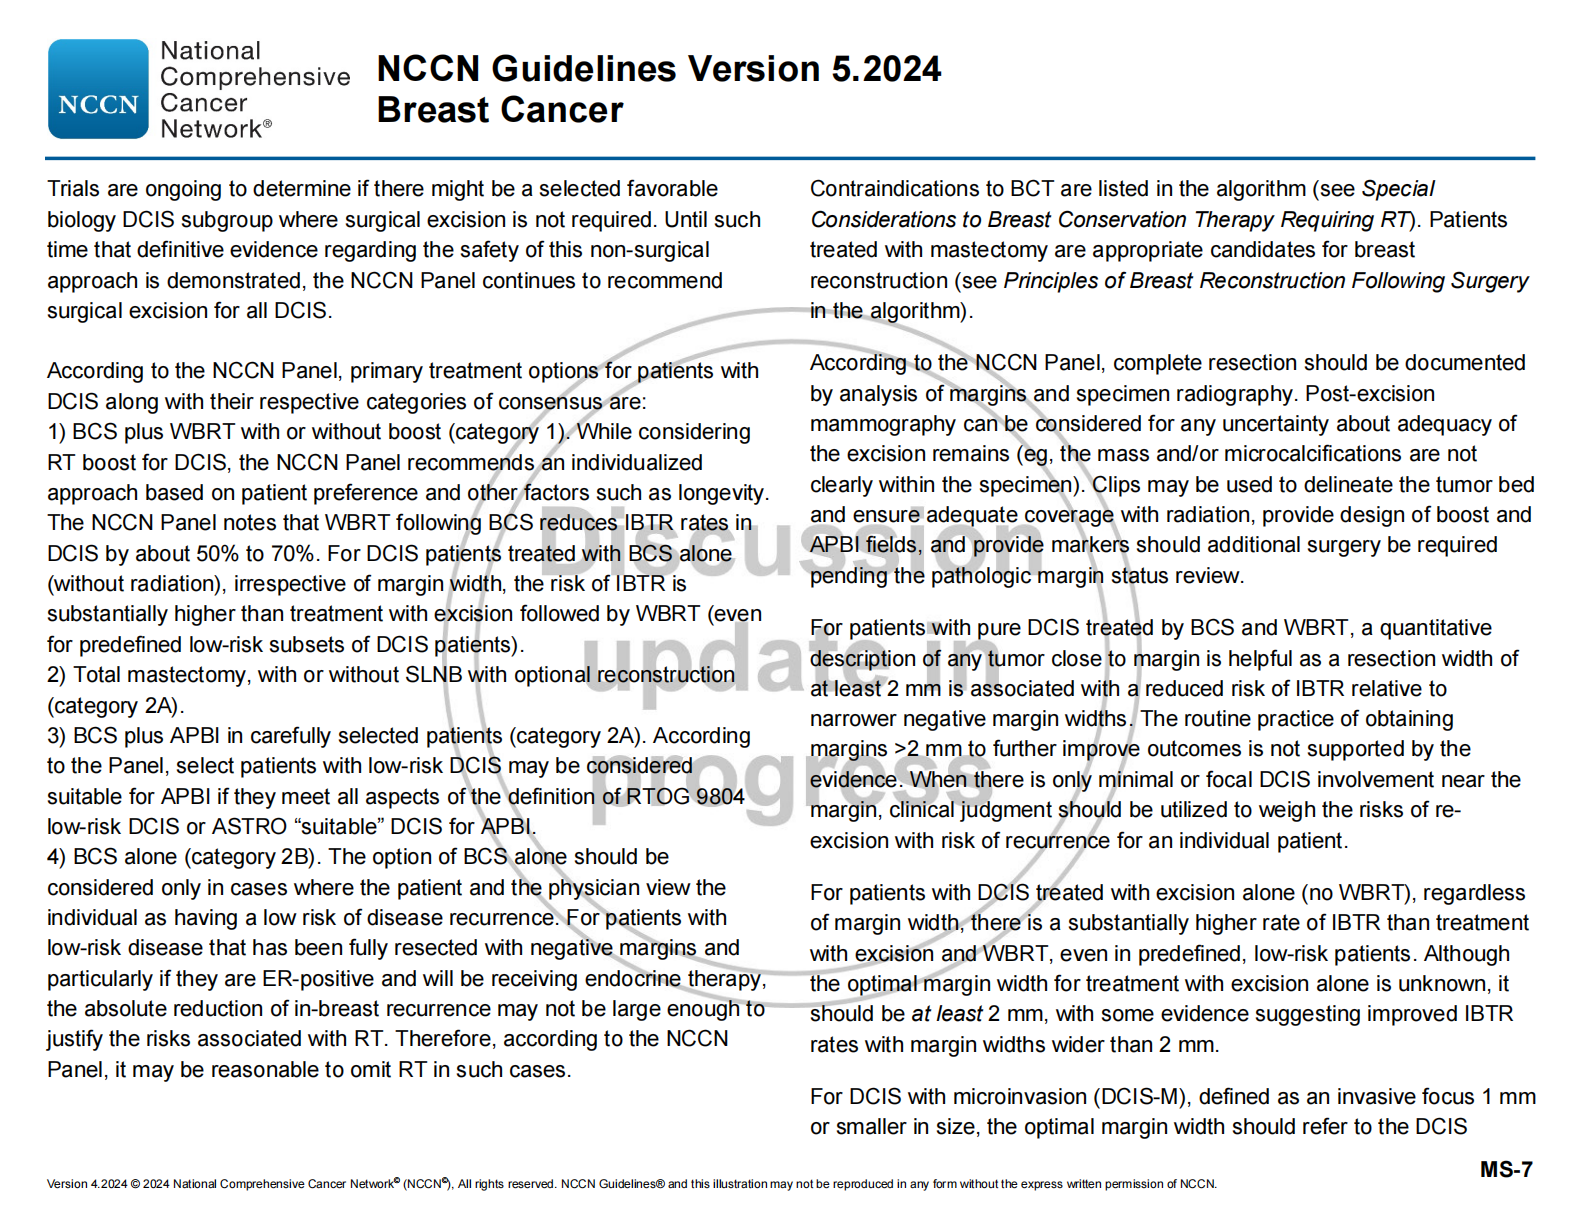 National
Comprehensive
Cancer
Network®
NCCN
NCCN Guidelines Version 5.2024
Breast Cancer
Trials are ongoing to determine if there might be a selected favorable
biology DCIS subgroup where surgical excision is not required. Until such
time that definitive evidence regarding the safety of this non-surgical
approach is demonstrated, the NCCN Panel continues to recommend
surgical excision for all DCIS.
According to the NCCN Panel, primary treatment options for patients with
DCIS along with their respective categories of consensus are:
1) BCS plus WBRT with or without boost (category 1). While considering
RT boost for DCIS, the NCCN Panel recommends an individualized
approach based on patient preference and other factors such as longevity.
The NCCN Panel notes that WBRT following BCS reduces IBTR rates in
DCIS by about 50% to 70%. For DCIS patients treated with BCS alone
(without radiation), irrespective of margin width, the risk of IBTR is
substantially higher than treatment with excision followed by WBRT (even
for predefined low-risk subsets of DCIS patients).
2) Total mastectomy, with or without SLNB with optional reconstruction
(category 2A).
3) BCS plus APBI in carefully selected patients (category 2A). According
to the Panel, select patients with low-risk DCIS may be considered
suitable for APBI if they meet all aspects of the definition of RTOG 9804
low-risk DCIS or ASTRO “suitable” DCIS for APBI.
4) BCS alone (category 2B). The option of BCS alone should be
considered only in cases where the patient and the physician view the
individual as having a low risk of disease recurrence. For patients with
low-risk disease that has been fully resected with negative margins and
particularly if they are ER-positive and will be receiving endocrine therapy,
the absolute reduction of in-breast recurrence may not be large enough to
justify the risks associated with RT. Therefore, according to the NCCN
Panel, it may be reasonable to omit RT in such cases.
Contraindications to BCT are listed in the algorithm (see Special
Considerations to Breast Conservation Therapy Requiring RT). Patients
treated with mastectomy are appropriate candidates for breast
reconstruction (see Principles of Breast Reconstruction Following Surgery
in the algorithm).
According to the NCCN Panel, complete resection should be documented
by analysis of margins and specimen radiography. Post-excision
mammography can be considered for any uncertainty about adequacy of
the excision remains (eg, the mass and/or microcalcifications are not
clearly within the specimen). Clips may be used to delineate the tumor bed
and ensure adequate coverage with radiation, provide design of boost and
APBI fields, and provide markers should additional surgery be required
pending the pathologic margin status review.
For patients with pure DCIS treated by BCS and WBRT, a quantitative
description of any tumor close to margin is helpful as a resection width of
at least 2 mm is associated with a reduced risk of IBTR relative to
narrower negative margin widths. The routine practice of obtaining
margins >2 mm to further improve outcomes is not supported by the
evidence. When there is only minimal or focal DCIS involvement near the
margin, clinical judgment should be utilized to weigh the risks of re-
excision with risk of recurrence for an individual patient.
For patients with DCIS treated with excision alone (no WBRT), regardless
of margin width, there is a substantially higher rate of IBTR than treatment
with excision and WBRT, even in predefined, low-risk patients. Although
the optimal margin width for treatment with excision alone is unknown, it
should be at least 2 mm, with some evidence suggesting improved IBTR
rates with margin widths wider than 2 mm.
For DCIS with microinvasion (DCIS-M), defined as an invasive focus 1 mm
or smaller in size, the optimal margin width should refer to the DCIS
Discussion
update in
progress
MS-7
Version 4.2024 © 2024 National Comprehensive Cancer Network© (NCCN©), All rights reserved. NCCN Guidelines® and this illustration may not be reproduced in any form without the express written permission of NCCN.